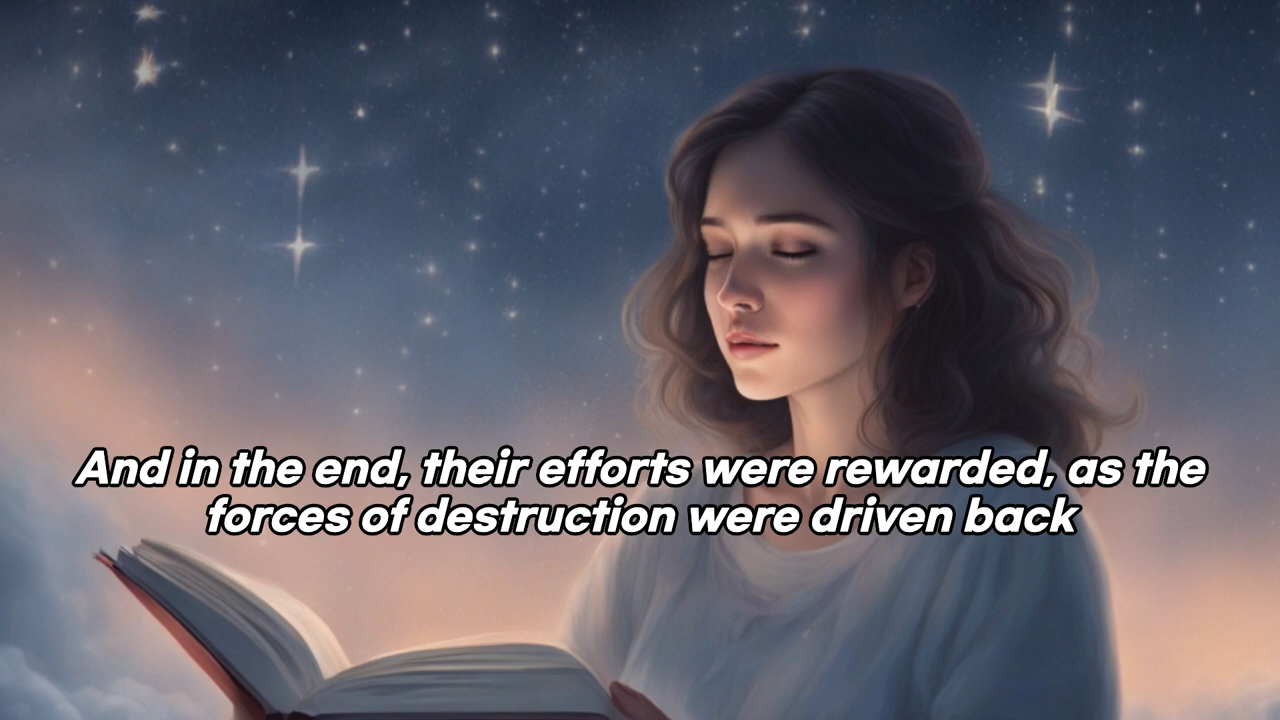 And in the end, their efforts were rewarded, as the
forces of destruction were driven back